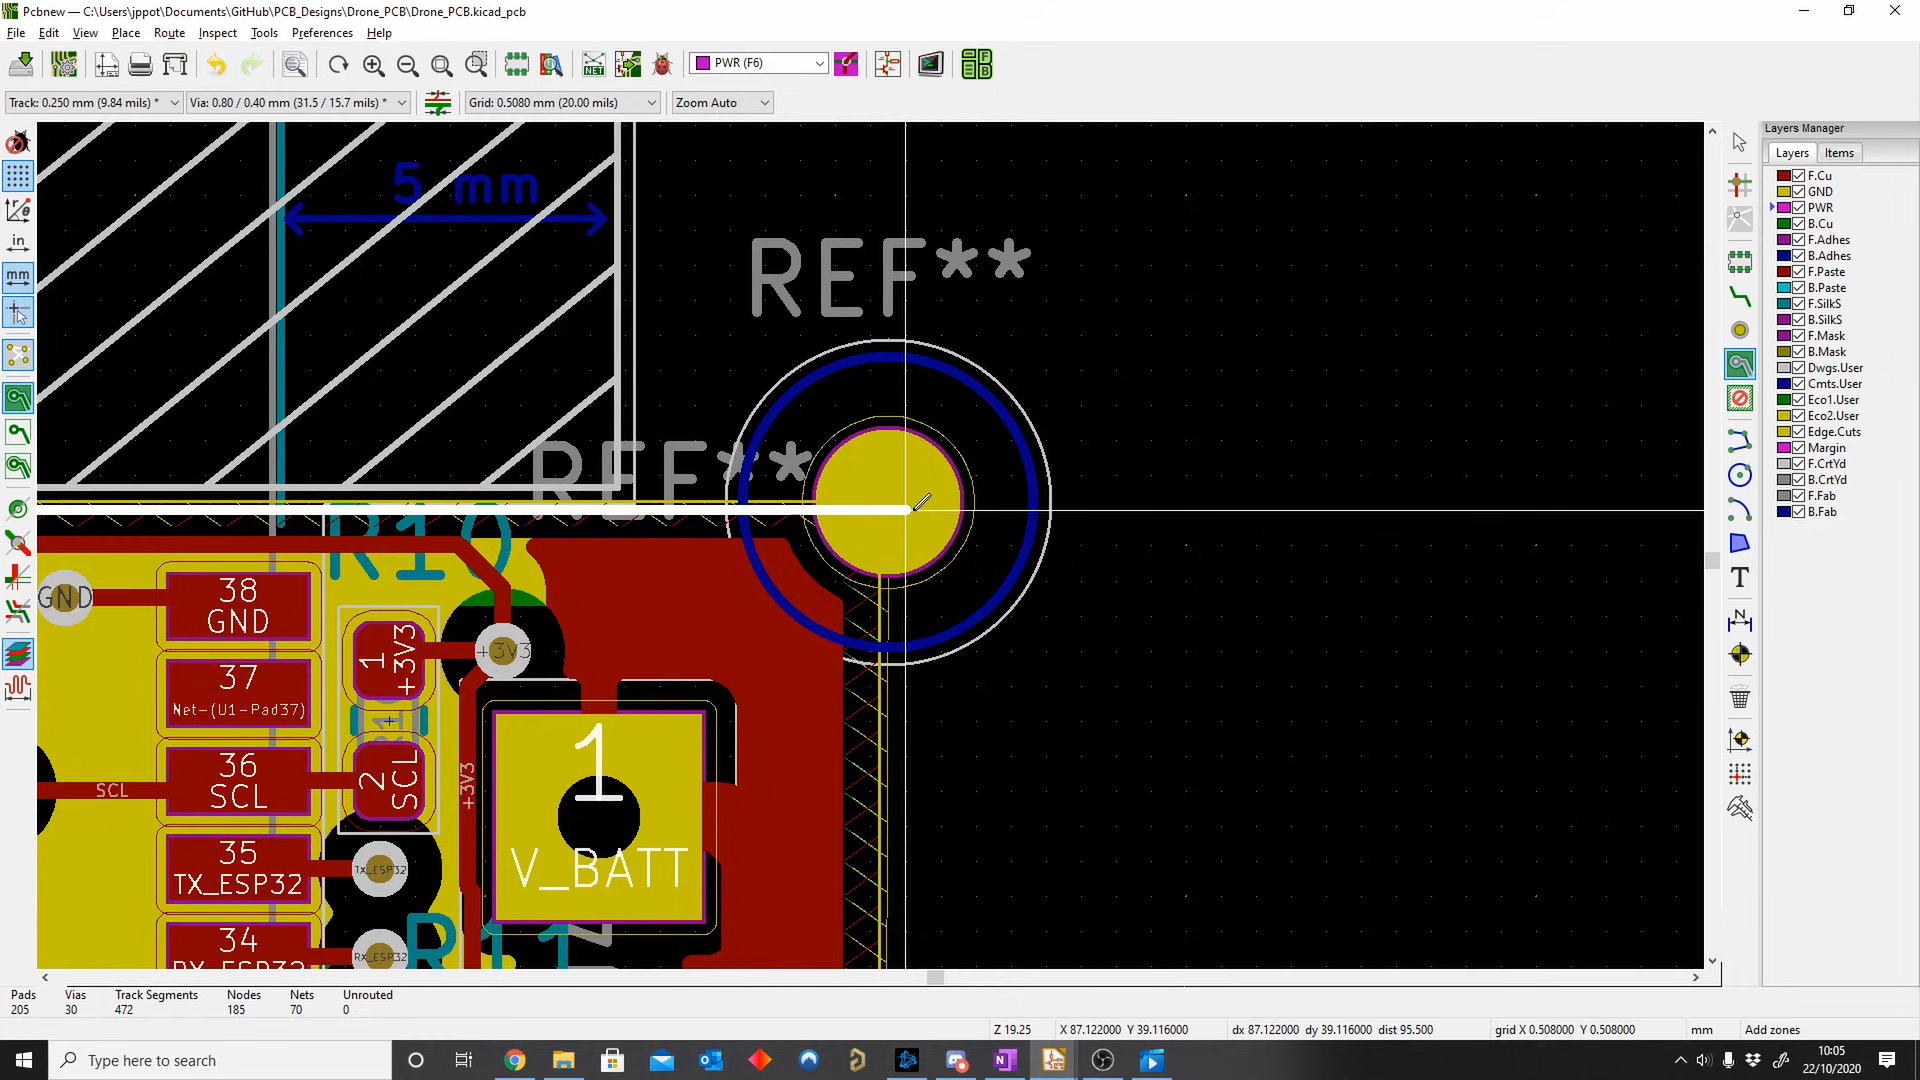 Pcbnew — C:\Users\jppot\Documents\GitHub\PCB_Designs\Drone_PCB\Drone_PCB.kicad_pcb
File Edit View Place Route Inspect Tools Preferences Help
NET
PWR (F6)
Track: 0.250 mm (9.84 mils) *
Via: 0.80 / 0.40 mm (31.5 / 15.7 mils) *
Grid: 0.5080 mm (20.00 mils)
Zoom Auto
in
mm
5 mm
REF**
REF**
R10
38
GND
GND
37
Net-(U1-Pad37)
36
SCL
SCL
35
TX_ESP32
34
1
+3V3
2
SCL
+3V3
+3V3
TX_ESP32
RX_ESP32
R11
1
V_BATT
Layers Manager
Layers Items
F.Cu
GND
PWR
B.Cu
F.Adhes
B.Adhes
F.Paste
B.Paste
F.SilkS
B.SilkS
F.Mask
B.Mask
Dwgs.User
Cmts.User
Eco1.User
Eco2.User
Edge.Cuts
Margin
F.CrtYd
B.CrtYd
F.Fab
B.Fab
Pads Vias Track Segments Nodes Nets Unrouted
205 30 472 185 70 0
Z 19.25
X 87.122000 Y 39.116000
dx 87.122000 dy 39.116000 dist 95.500
grid X 0.508000 Y 0.508000
mm
Add zones
Type here to search
10:05
22/10/2020